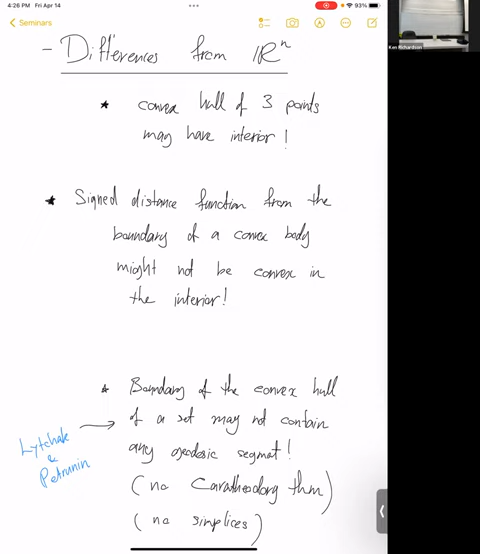 4:26 PM Fri Apr 14
93%
Seminars
Ken Richardson
- Differences from IRⁿ
* convex hull of 3 points
may have interior!
* Signed distance function from the
boundary of a convex body
might not be convex in
the interior!
* Boundary of the convex hull
of a set may not contain
any geodesic segment!
Lytchak
&
Petrunin
(no Caratheodory thm)
(no simplices)